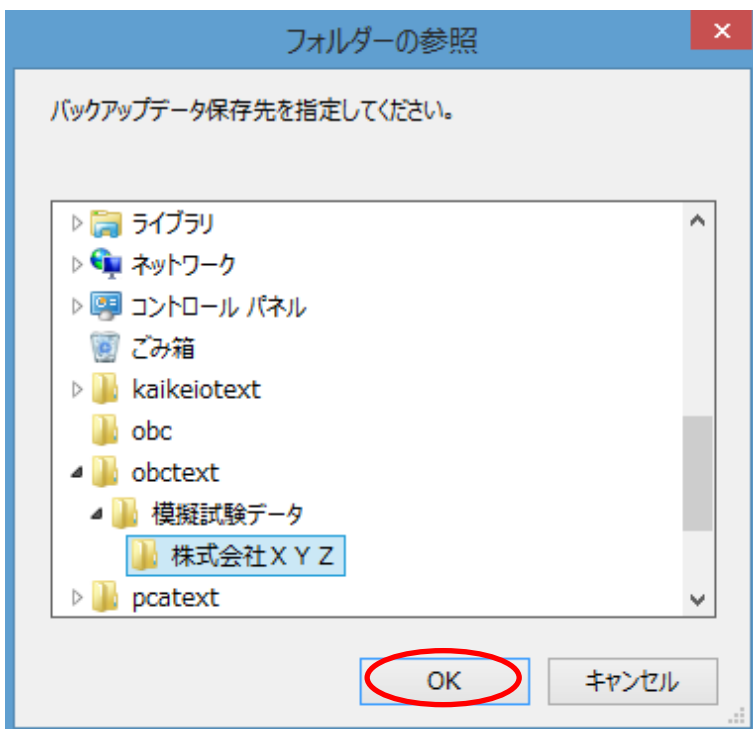 フォルダーの参照
バックアップデータ保存先を指定してください。
ライブラリ
ネットワーク
コントロール パネル
ごみ箱
kaikeiotext
obc
obctext
模擬試験データ
株式会社ＸＹＺ
pcatext
OK キャンセル